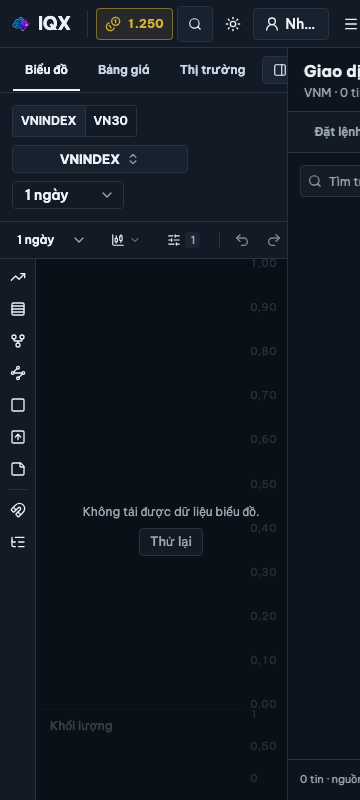 IQX
1.250
Nh...
Biểu đồ
Bảng giá
Thị trường
Giao dị
VNM · 0 ti
VNINDEX
VN30
VNINDEX
1 ngày
Đặt lệnh
Tìm tr
1 ngày
1
1,00
0,90
0,80
0,70
0,60
0,50
Không tải được dữ liệu biểu đồ.
0,40
Thử lại
0,30
0,20
0,10
0,00
1
Khối lượng
0,50
0
0 tin · nguồn